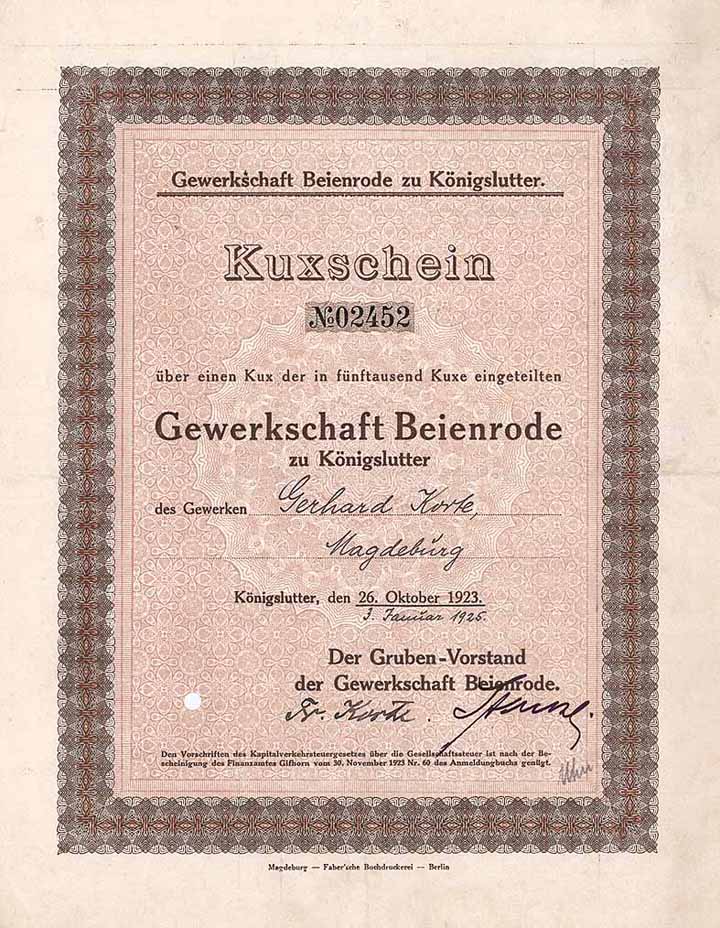 Gewerkschaft Beienrode zu Königslutter.
Kuxschein
№02452
über einen Kux der in fünftausend Kuxe eingeteilten
Gewerkschaft Beienrode
zu Königslutter
des Gewerken Gerhard Korte,
Magdeburg
Königslutter, den 26. Oktober 1923.
3. Januar 1925.
Der Gruben-Vorstand
der Gewerkschaft Beienrode.
Fr. Korte.
Den Vorschriften des Kapitalverkehrsteuergesetzes über die Gesellschaftssteuer ist nach der Be-
scheinigung des Finanzamtes Gifhorn vom 30. November 1923 Nr. 60 des Anmeldungbuchs genügt.
Magdeburg — Faber'sche Buchdruckerei — Berlin